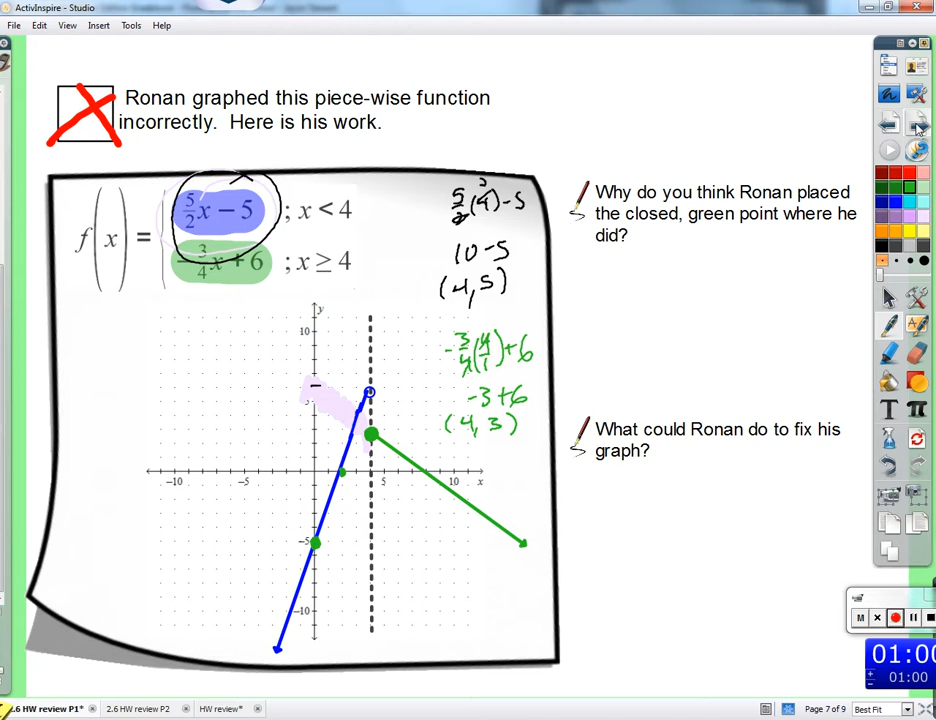 ActivInspire - Studio
File Edit View Insert Tools Help
Ronan graphed this piece-wise function
incorrectly. Here is his work.
f(x) =
5/2 x − 5 ; x < 4
−3/4 x + 6 ; x ≥ 4
5/2(4)-5
2
10-5
(4,5)
-3/4(4/1)+6
-3+6
(4,3)
y
10
5
-10 -5 5 10 x
-5
-10
Why do you think Ronan placed
the closed, green point where he
did?
What could Ronan do to fix his
graph?
T π
M
01:00
01:00
2.6 HW review P1* 2.6 HW review P2 HW review*
Page 7 of 9 Best Fit